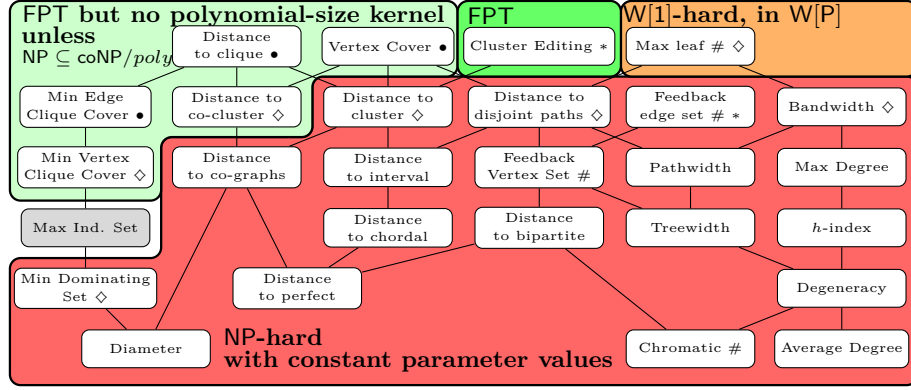 FPT but no polynomial-size kernel
unless
NP ⊆ coNP/poly
FPT
W[1]-hard, in W[P]
Distance
to clique •
Vertex Cover •
Cluster Editing *
Max leaf # ◇
Min Edge
Clique Cover •
Distance to
co-cluster ◇
Distance to
cluster ◇
Distance to
disjoint paths ◇
Feedback
edge set # *
Bandwidth ◇
Min Vertex
Clique Cover ◇
Distance
to co-graphs
Distance
to interval
Feedback
Vertex Set #
Pathwidth
Max Degree
Max Ind. Set
Distance
to chordal
Distance
to bipartite
Treewidth
h-index
Min Dominating
Set ◇
Distance
to perfect
Degeneracy
Diameter
NP-hard
with constant parameter values
Chromatic #
Average Degree